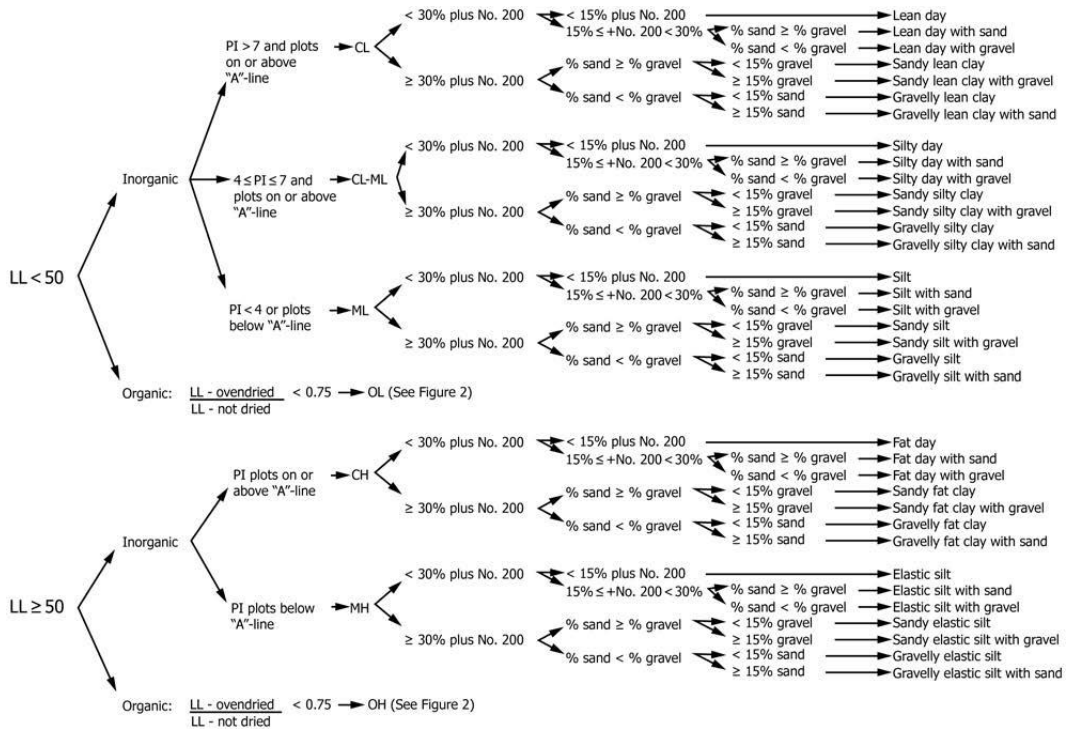 < 30% plus No. 200 < 15% plus No. 200 Lean day
15% ≤ +No. 200 < 30% % sand ≥ % gravel Lean day with sand
PI > 7 and plots on or above "A"-line CL % sand < % gravel Lean day with gravel
≥ 30% plus No. 200 % sand ≥ % gravel < 15% gravel Sandy lean clay
≥ 15% gravel Sandy lean clay with gravel
% sand < % gravel < 15% sand Gravelly lean clay
≥ 15% sand Gravelly lean clay with sand
< 30% plus No. 200 < 15% plus No. 200 Silty day
15% ≤ +No. 200 < 30% % sand ≥ % gravel Silty day with sand
Inorganic 4 ≤ PI ≤ 7 and plots on or above "A"-line CL-ML % sand < % gravel Silty day with gravel
≥ 30% plus No. 200 % sand ≥ % gravel < 15% gravel Sandy silty clay
≥ 15% gravel Sandy silty clay with gravel
% sand < % gravel < 15% sand Gravelly silty clay
≥ 15% sand Gravelly silty clay with sand
LL < 50
< 30% plus No. 200 < 15% plus No. 200 Silt
15% ≤ +No. 200 < 30% % sand ≥ % gravel Silt with sand
PI < 4 or plots below "A"-line ML % sand < % gravel Silt with gravel
≥ 30% plus No. 200 % sand ≥ % gravel < 15% gravel Sandy silt
≥ 15% gravel Sandy silt with gravel
% sand < % gravel < 15% sand Gravelly silt
≥ 15% sand Gravelly silt with sand
Organic: LL - ovendried < 0.75 OL (See Figure 2)
LL - not dried
< 30% plus No. 200 < 15% plus No. 200 Fat day
15% ≤ +No. 200 < 30% % sand ≥ % gravel Fat day with sand
PI plots on or above "A"-line CH % sand < % gravel Fat day with gravel
≥ 30% plus No. 200 % sand ≥ % gravel < 15% gravel Sandy fat clay
≥ 15% gravel Sandy fat clay with gravel
% sand < % gravel < 15% sand Gravelly fat clay
≥ 15% sand Gravelly fat clay with sand
Inorganic
< 30% plus No. 200 < 15% plus No. 200 Elastic silt
15% ≤ +No. 200 < 30% % sand ≥ % gravel Elastic silt with sand
LL ≥ 50 PI plots below "A"-line MH % sand < % gravel Elastic silt with gravel
≥ 30% plus No. 200 % sand ≥ % gravel < 15% gravel Sandy elastic silt
≥ 15% gravel Sandy elastic silt with gravel
% sand < % gravel < 15% sand Gravelly elastic silt
≥ 15% sand Gravelly elastic silt with sand
Organic: LL - ovendried < 0.75 OH (See Figure 2)
LL - not dried